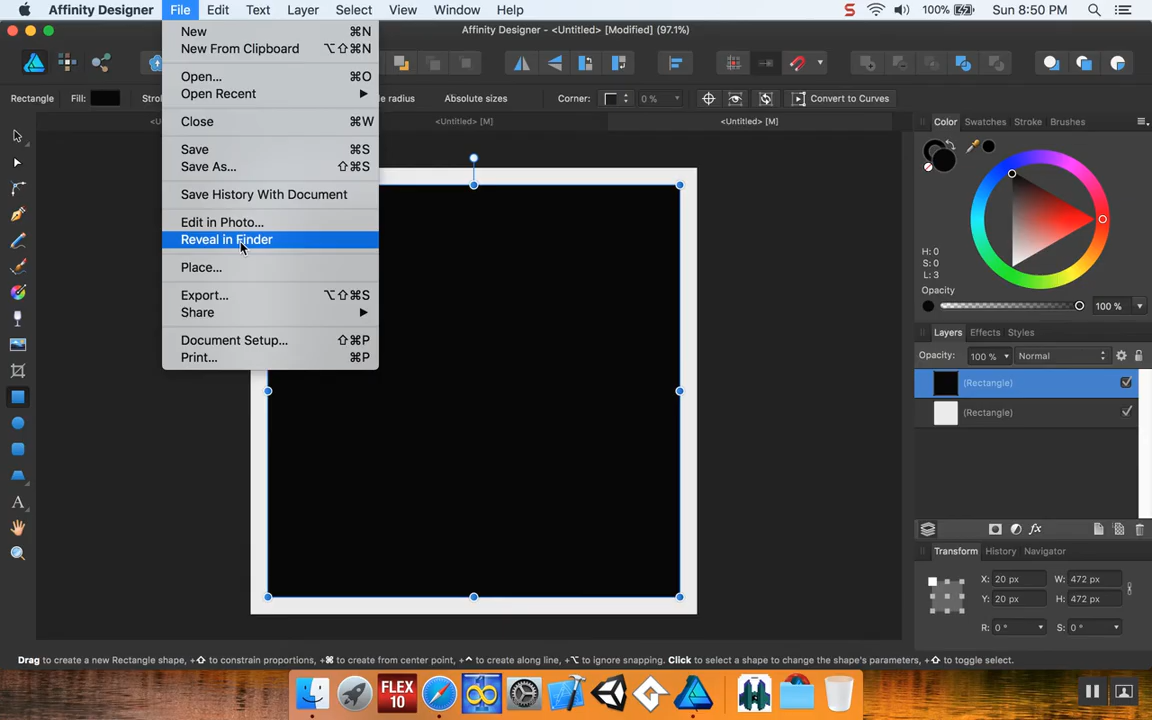 Affinity Designer File Edit Text Layer Select View Window Help S 100% Sun 8:50 PM
Affinity Designer - <Untitled> [Modified] (97.1%)
New ⌘N
New From Clipboard ⌥⇧⌘N
Open... ⌘O
Open Recent
Close ⌘W
Save ⌘S
Save As... ⇧⌘S
Save History With Document
Edit in Photo...
Reveal in Finder
Place...
Export... ⌥⇧⌘S
Share
Document Setup... ⇧⌘P
Print... ⌘P
Rectangle Fill: Absolute sizes Corner: 0 % Convert to Curves
<Untitled> [M] <Untitled> [M]
Color Swatches Stroke Brushes
H: 0
S: 0
L: 3
Opacity
100 %
Layers Effects Styles
Opacity: 100 % Normal
(Rectangle)
(Rectangle)
fx
Transform History Navigator
X: 20 px W: 472 px
Y: 20 px H: 472 px
R: 0 ° S: 0 °
A
Drag to create a new Rectangle shape, +⇧ to constrain proportions, +⌘ to create from center point, +⌃ to create along line, +⌥ to ignore snapping. Click to select a shape to change the shape's parameters, +⇧ to toggle select.
FLEX
10